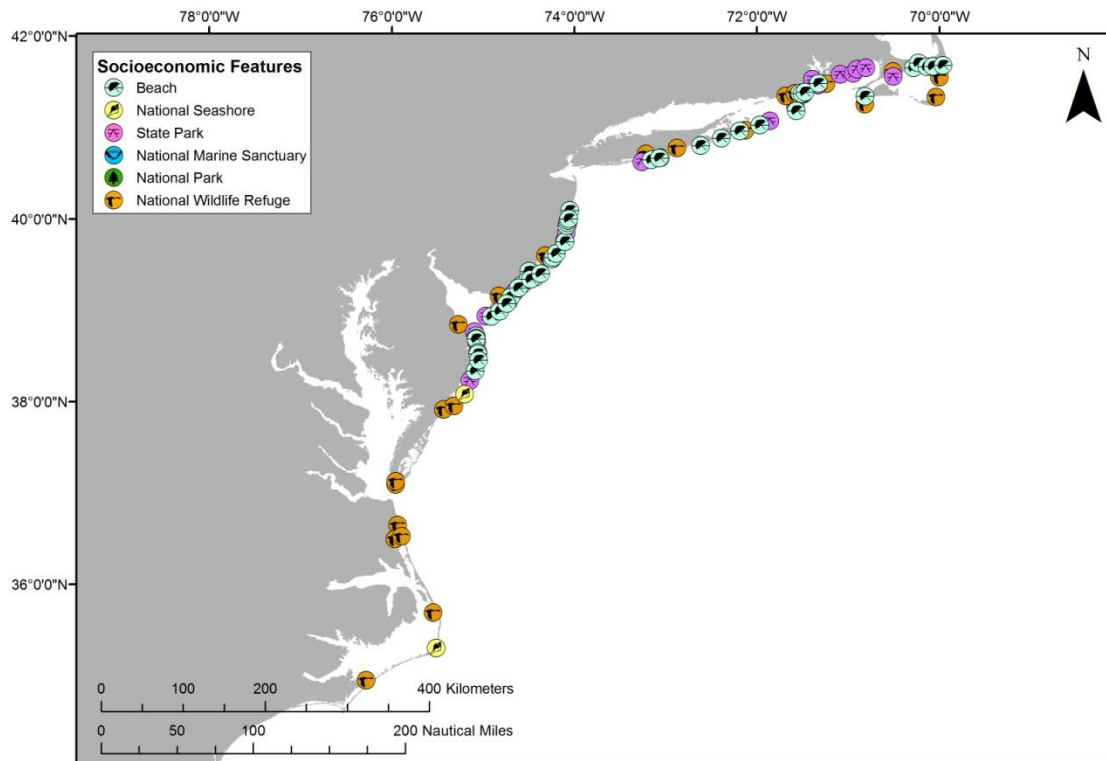 78°0'0"W 76°0'0"W 74°0'0"W 72°0'0"W 70°0'0"W
42°0'0"N
N
Socioeconomic Features
Beach
National Seashore
State Park
National Marine Sanctuary
National Park
National Wildlife Refuge
40°0'0"N
38°0'0"N
36°0'0"N
0 100 200 400 Kilometers
0 50 100 200 Nautical Miles